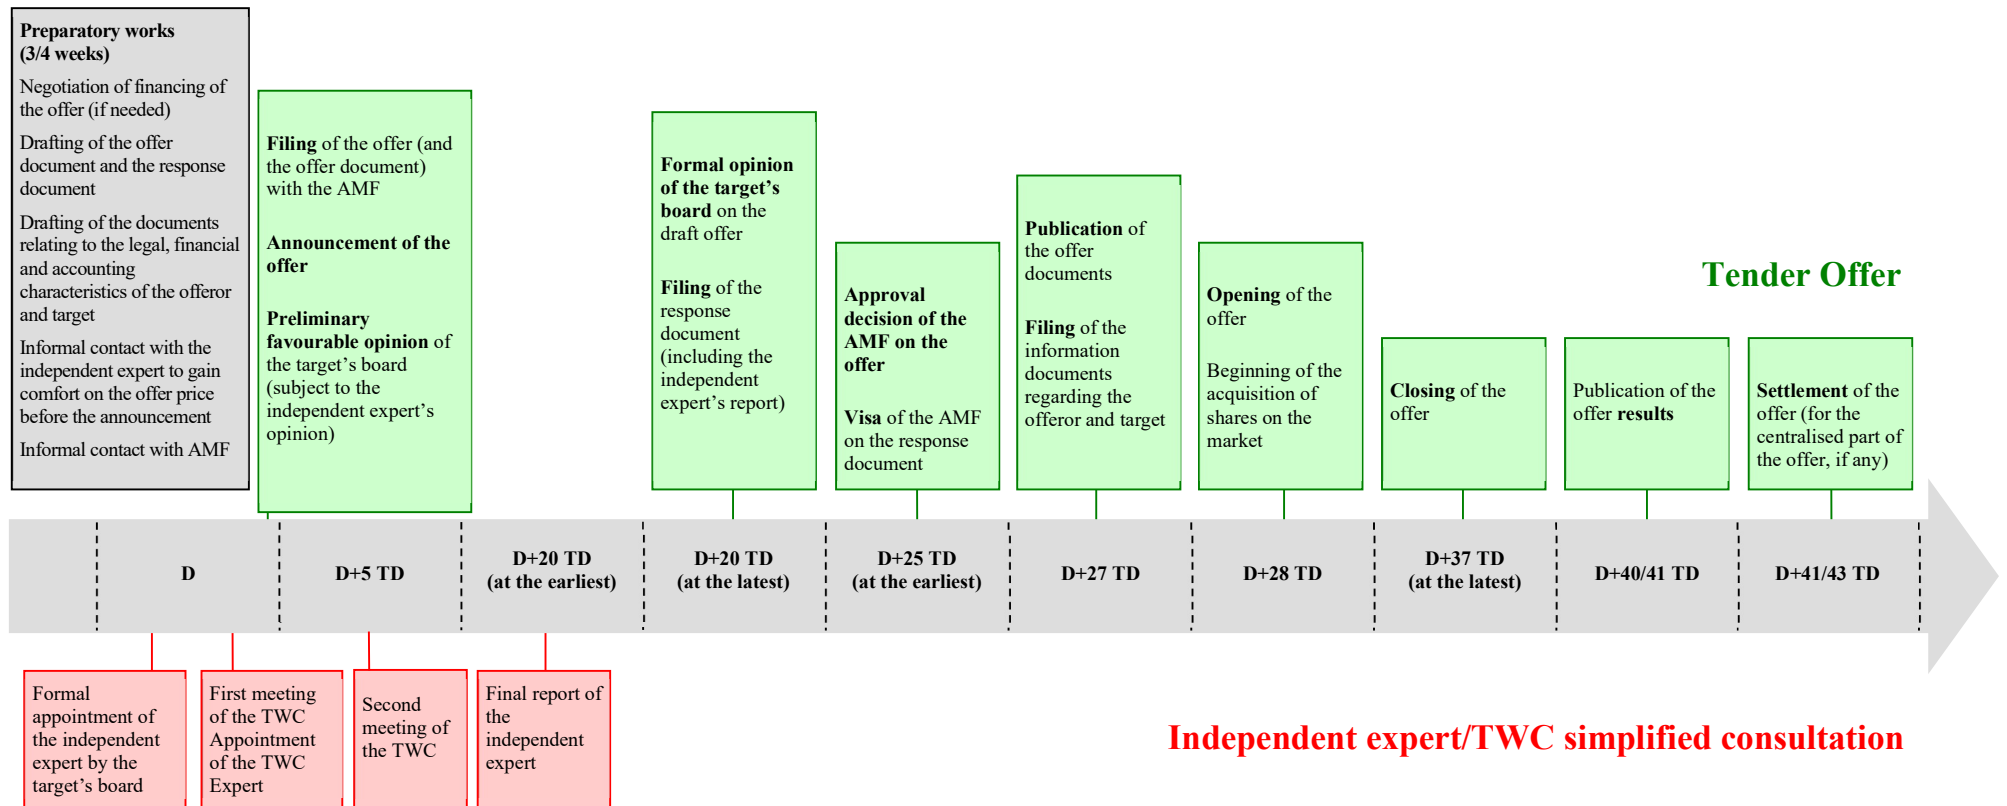 Preparatory works
(3/4 weeks)
Negotiation of financing of
the offer (if needed)
Drafting of the offer
document and the response
document
Drafting of the documents
relating to the legal, financial
and accounting
characteristics of the offeror
and target
Informal contact with the
independent expert to gain
comfort on the offer price
before the announcement
Informal contact with AMF
Filing of the offer (and
the offer document)
with the AMF
Announcement of the
offer
Preliminary
favourable opinion of
the target’s board
(subject to the
independent expert’s
opinion)
Formal opinion
of the target’s
board on the
draft offer
Filing of the
response
document
(including the
independent
expert’s report)
Approval
decision of the
AMF on the
offer
Visa of the AMF
on the response
document
Publication of
the offer
documents
Filing of the
information
documents
regarding the
offeror and target
Opening of the
offer
Beginning of the
acquisition of
shares on the
market
Tender Offer
Closing of the
offer
Publication of the
offer results
Settlement of the
offer (for the
centralised part of
the offer, if any)
D
D+5 TD
D+20 TD
(at the earliest)
D+20 TD
(at the latest)
D+25 TD
(at the earliest)
D+27 TD
D+28 TD
D+37 TD
(at the latest)
D+40/41 TD
D+41/43 TD
Formal
appointment of
the independent
expert by the
target’s board
First meeting
of the TWC
Appointment
of the TWC
Expert
Second
meeting of
the TWC
Final report of
the
independent
expert
Independent expert/TWC simplified consultation